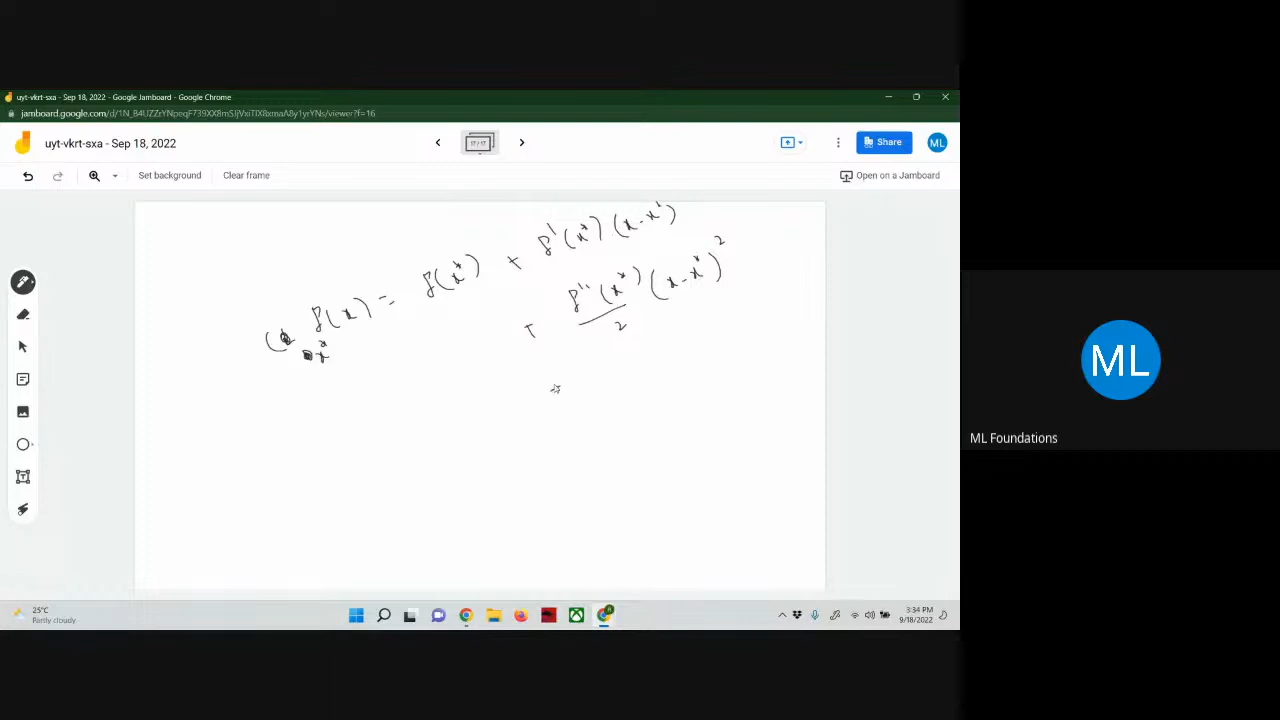 uyt-vkrt-sxa - Sep 18, 2022 - Google Jamboard - Google Chrome
uyt-vkrt-sxa - Sep 18, 2022
17 / 17
Share
ML
Set background
Clear frame
Open on a Jamboard
f(x) = f(x*) + f'(x*) (x-x*)
+ f''(x*)/2 (x-x*)²
x*
T
ML
ML Foundations
25°C
Partly cloudy
3:34 PM
9/18/2022